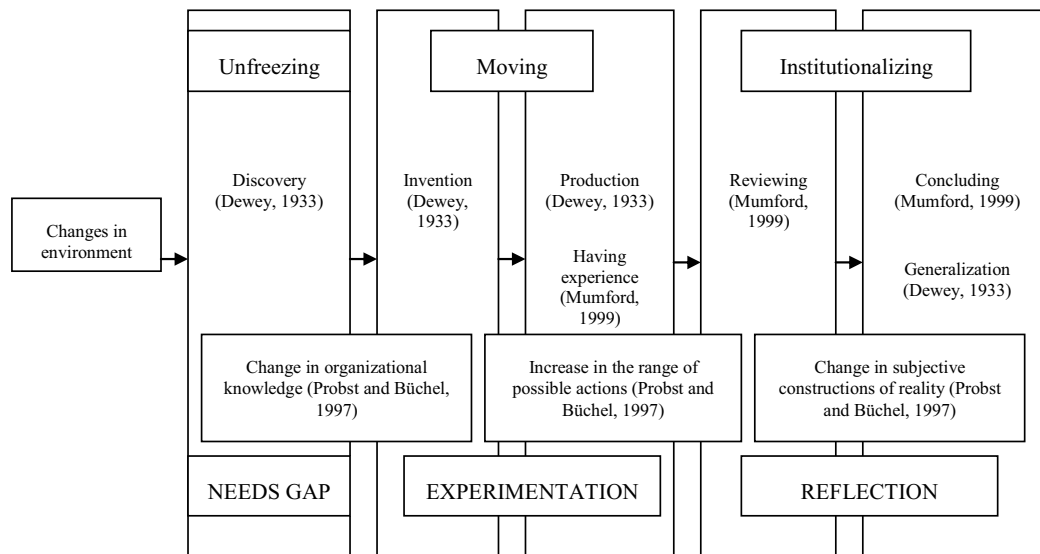 Unfreezing
Moving
Institutionalizing
Changes in
environment
Discovery
(Dewey, 1933)
Invention
(Dewey,
1933)
Production
(Dewey, 1933)
Having
experience
(Mumford,
1999)
Reviewing
(Mumford,
1999)
Concluding
(Mumford, 1999)
Generalization
(Dewey, 1933)
Change in organizational
knowledge (Probst and Büchel,
1997)
Increase in the range of
possible actions (Probst and
Büchel, 1997)
Change in subjective
constructions of reality (Probst
and Büchel, 1997)
NEEDS GAP
EXPERIMENTATION
REFLECTION